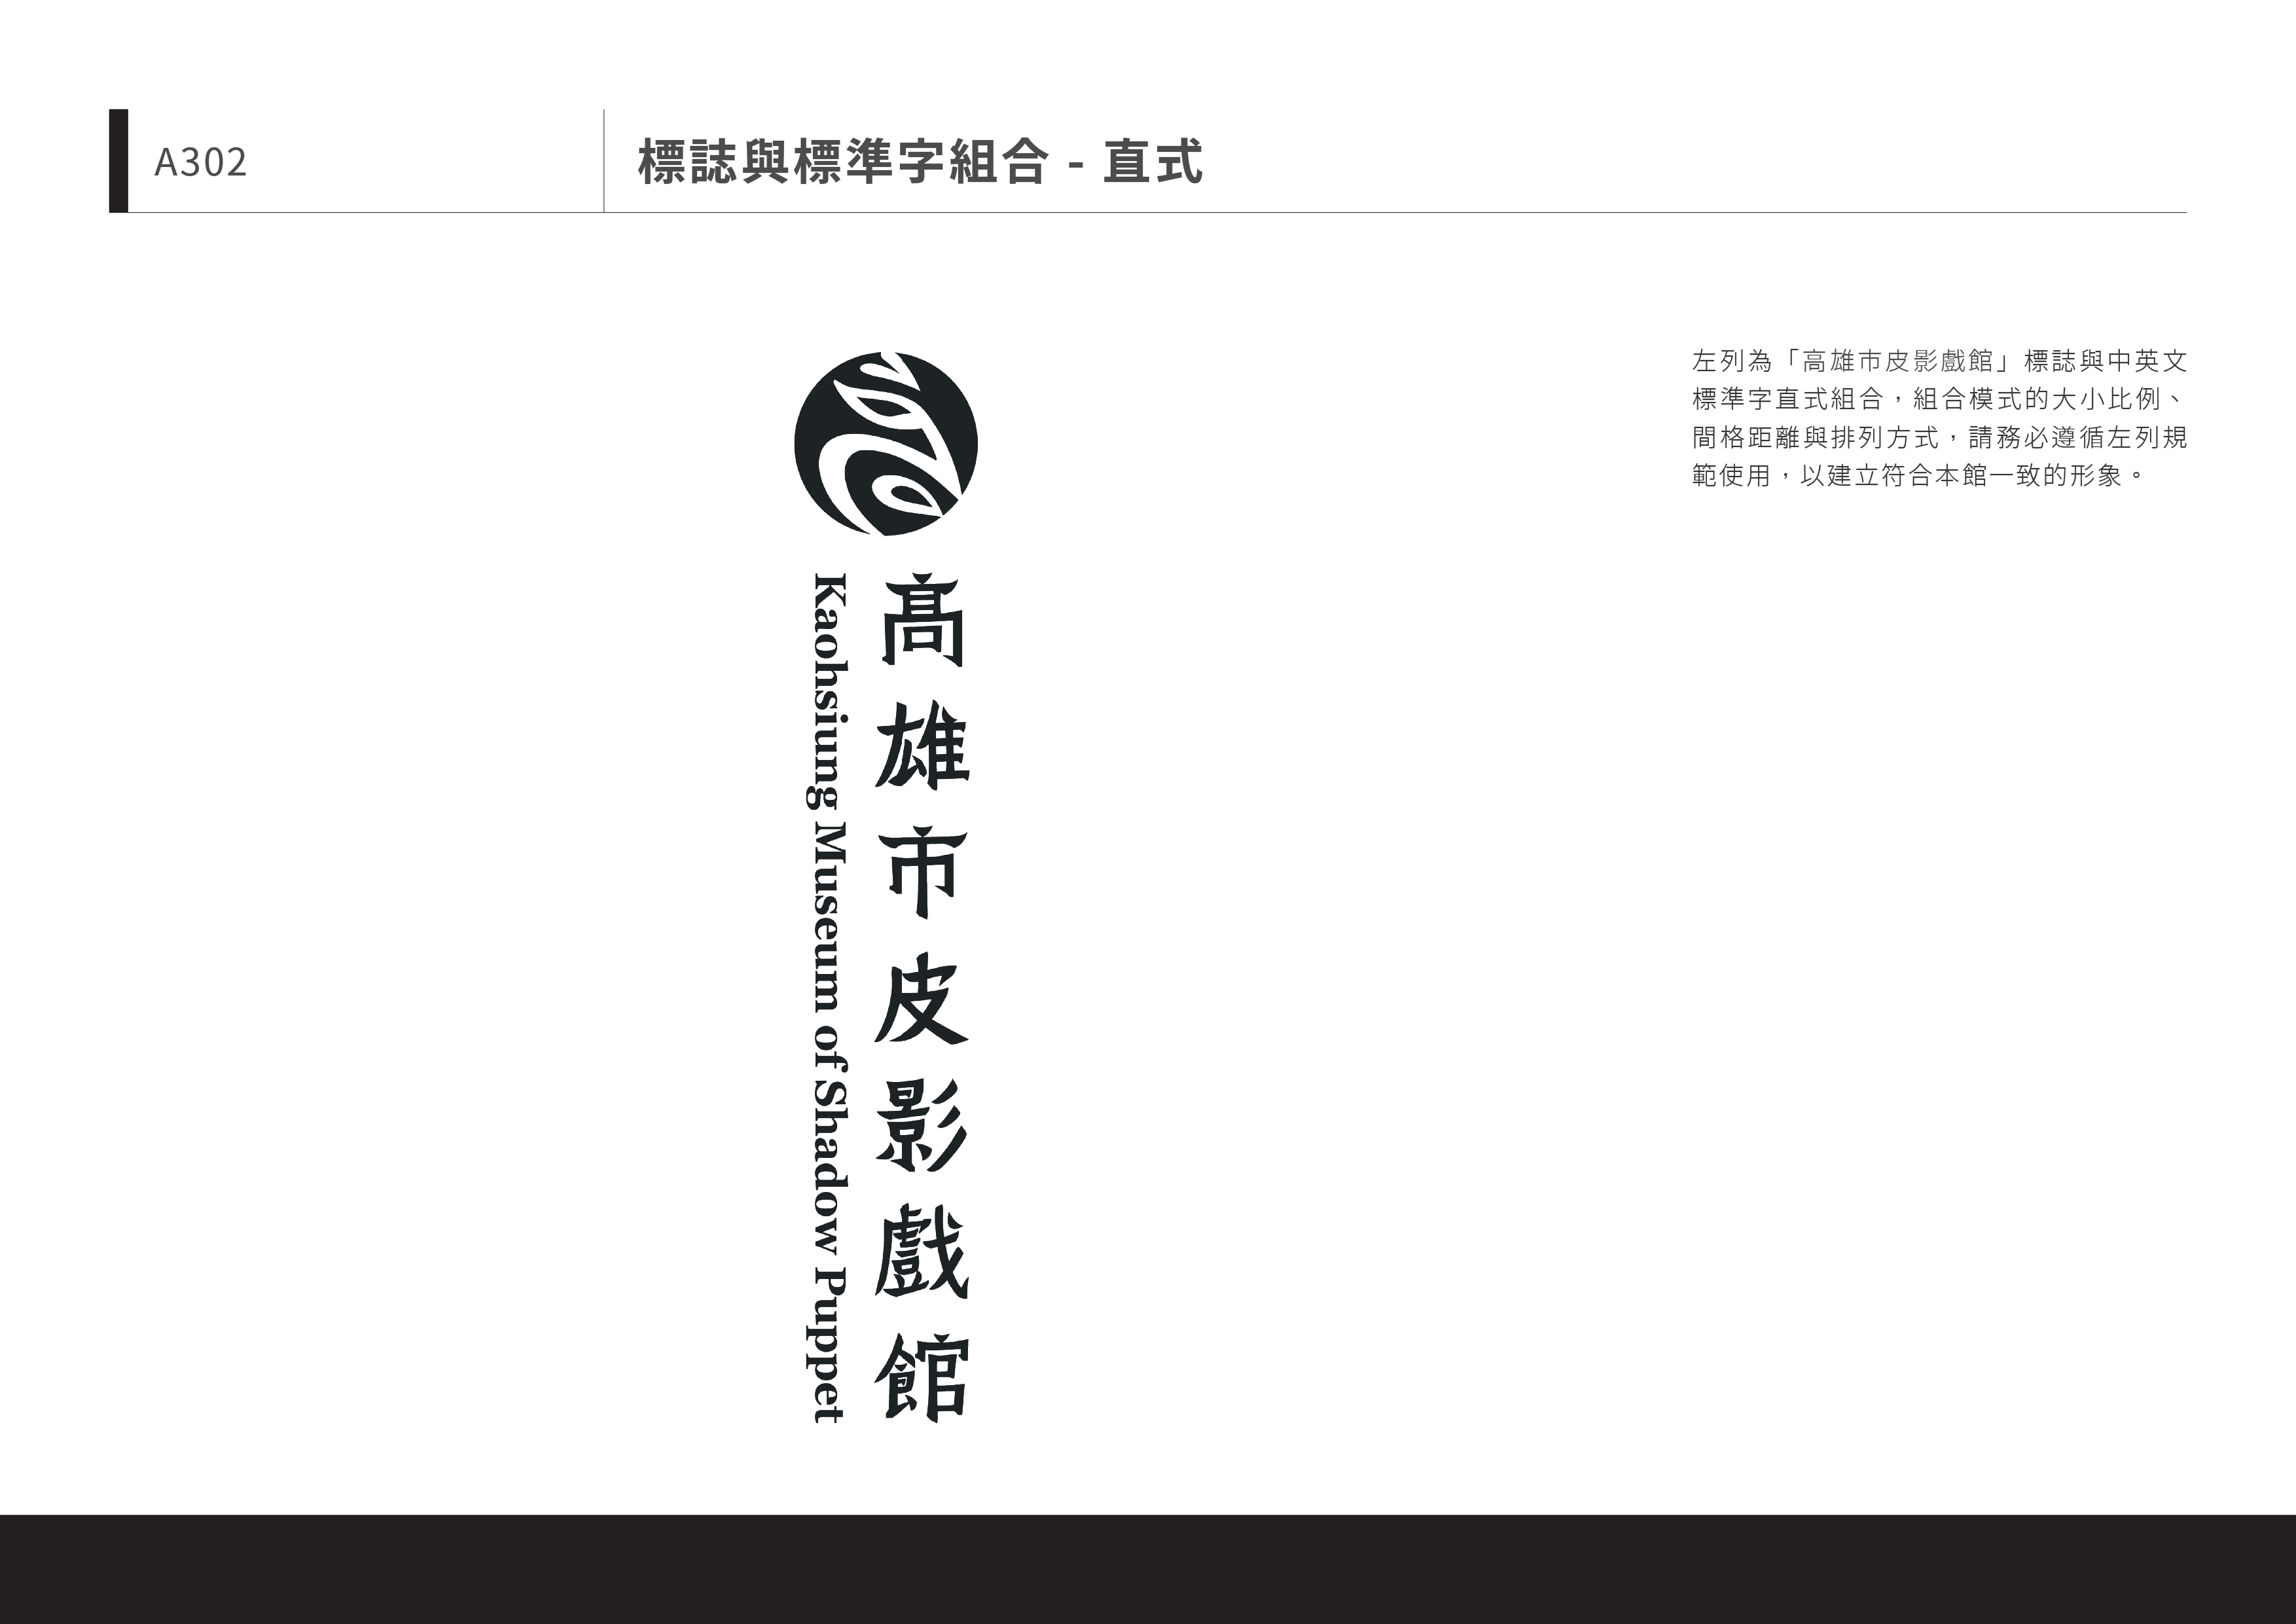 A302
標誌與標準字組合 - 直式
左列為「高雄市皮影戲館」標誌與中英文
標準字直式組合，組合模式的大小比例、
間格距離與排列方式，請務必遵循左列規
範使用，以建立符合本館一致的形象。
高雄市皮影戲館
Kaohsiung Museum of Shadow Puppet